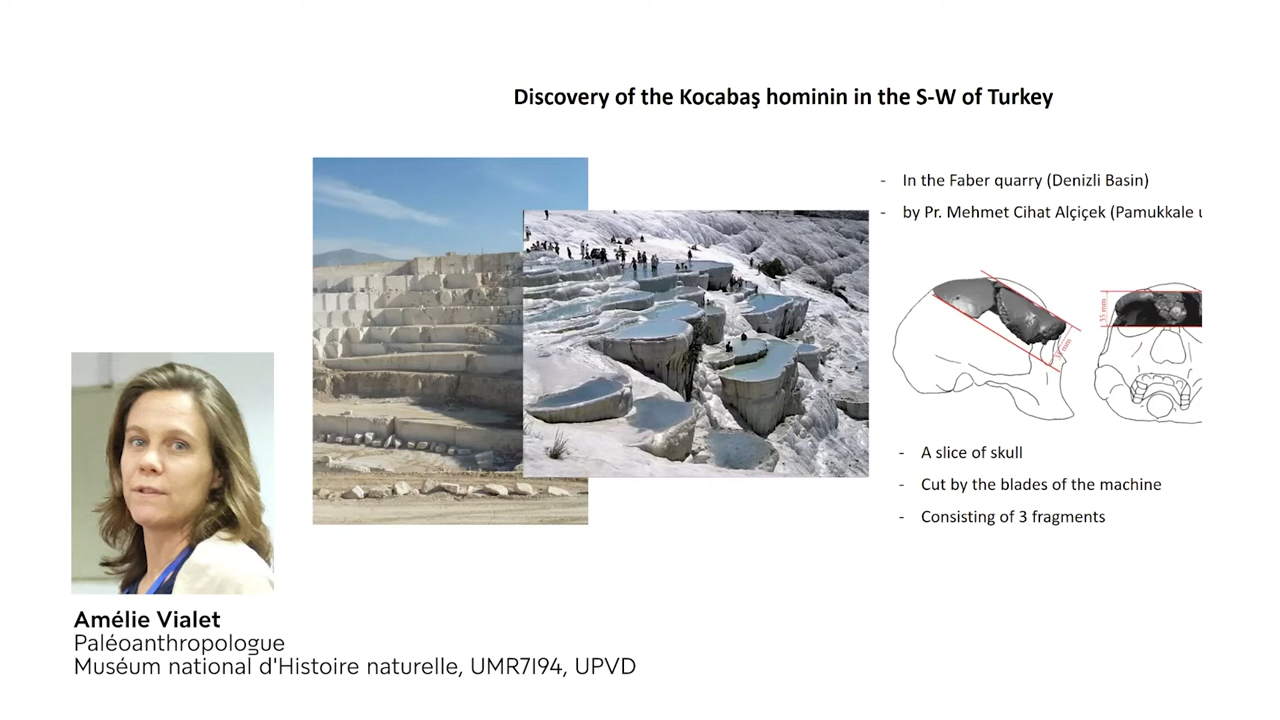 Discovery of the Kocabaş hominin in the S-W of Turkey
- In the Faber quarry (Denizli Basin)
- by Pr. Mehmet Cihat Alçiçek (Pamukkale
35 mm
- A slice of skull
- Cut by the blades of the machine
- Consisting of 3 fragments
Amélie Vialet
Paléoanthropologue
Muséum national d'Histoire naturelle, UMR7194, UPVD